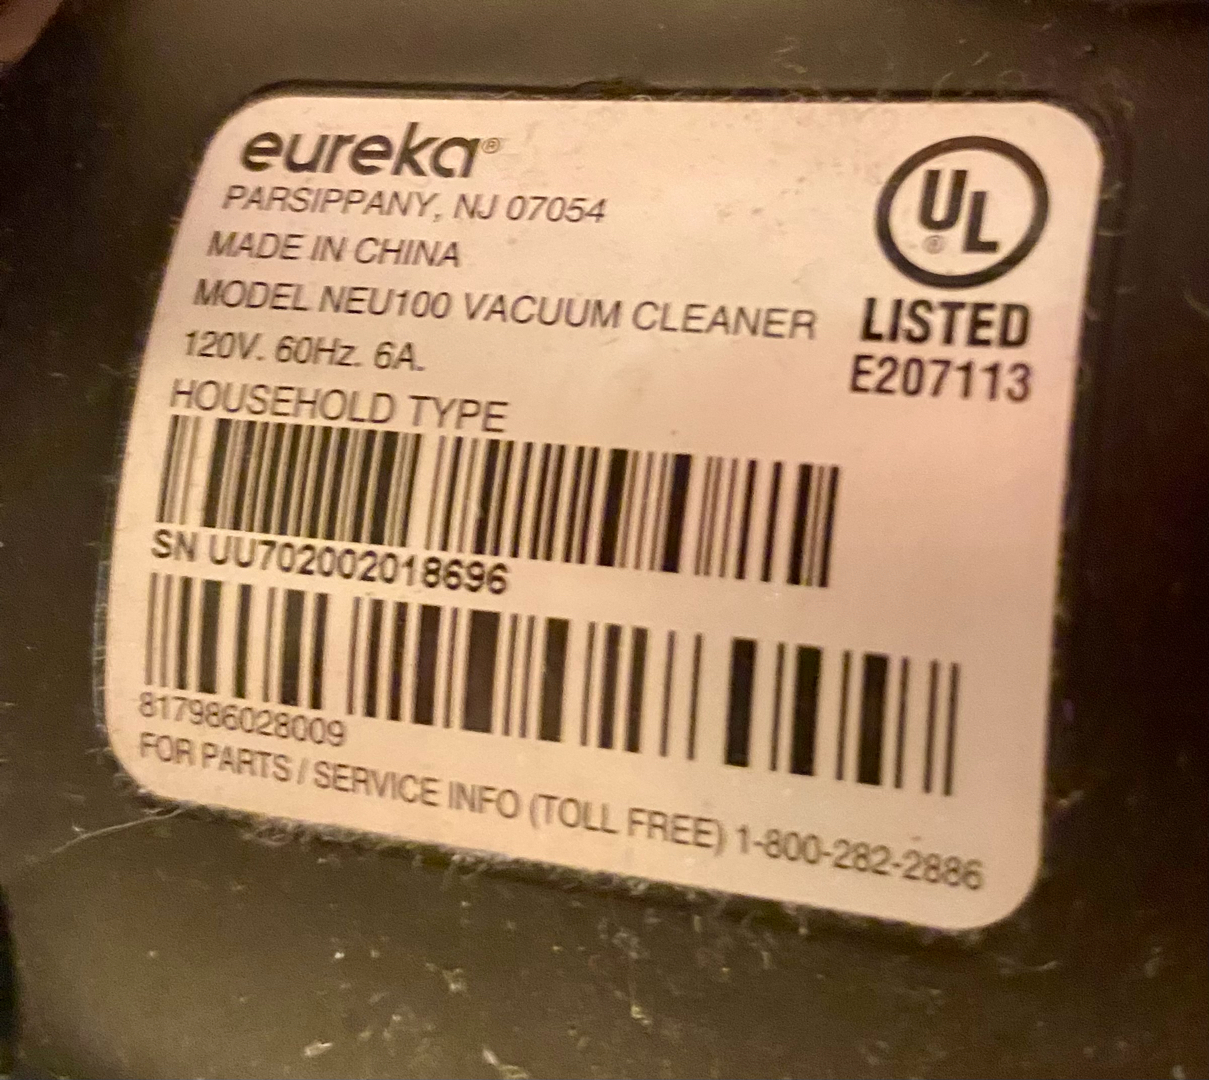 eureka®
PARSIPPANY, NJ 07054
MADE IN CHINA
MODEL NEU100 VACUUM CLEANER
120V. 60Hz. 6A.
HOUSEHOLD TYPE
UL®
LISTED
E207113
SN UU702002018696
817986028009
FOR PARTS / SERVICE INFO (TOLL FREE) 1-800-282-2886